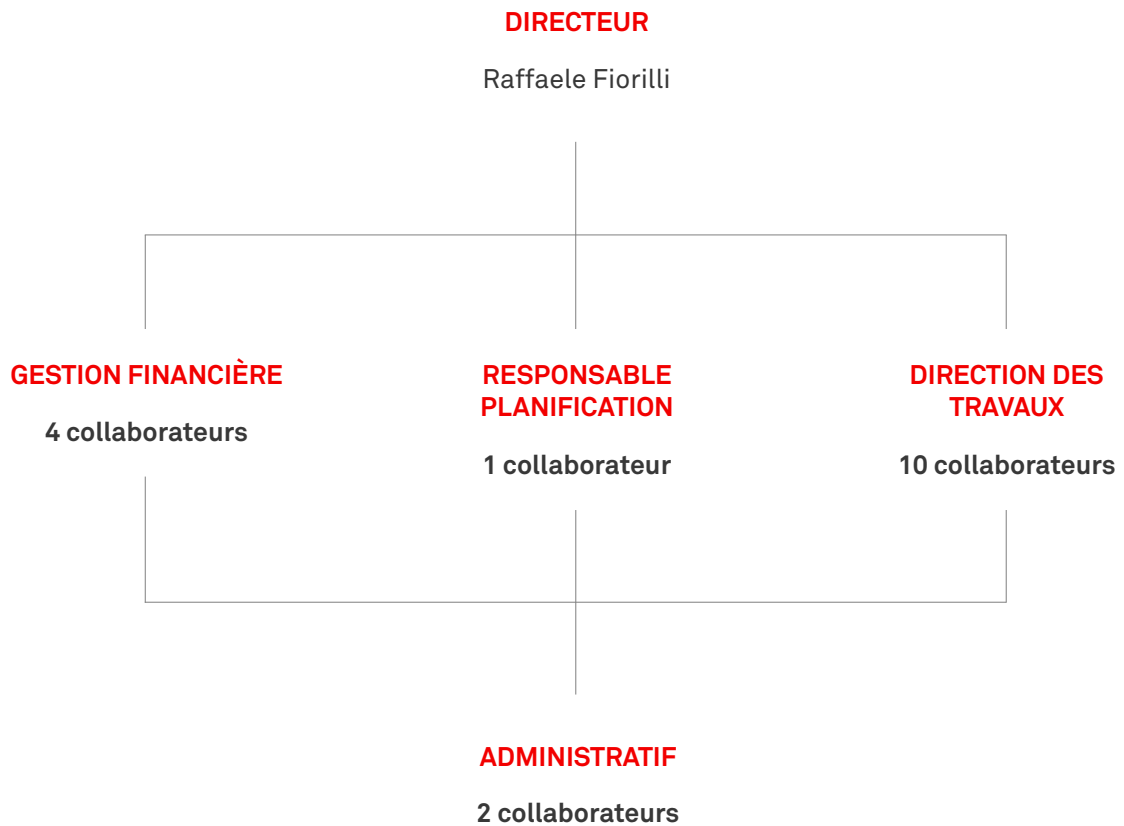 DIRECTEUR
Raffaele Fiorilli
GESTION FINANCIÈRE
4 collaborateurs
RESPONSABLE
PLANIFICATION
1 collaborateur
DIRECTION DES
TRAVAUX
10 collaborateurs
ADMINISTRATIF
2 collaborateurs